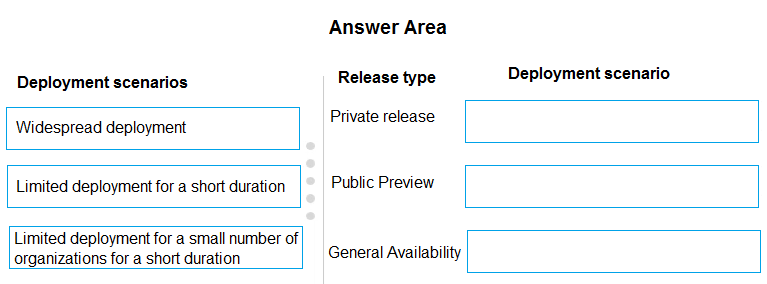 Answer Area
Deployment scenarios
Release type
Deployment scenario
Widespread deployment
Private release
Limited deployment for a short duration
Public Preview
Limited deployment for a small number of
organizations for a short duration
General Availability